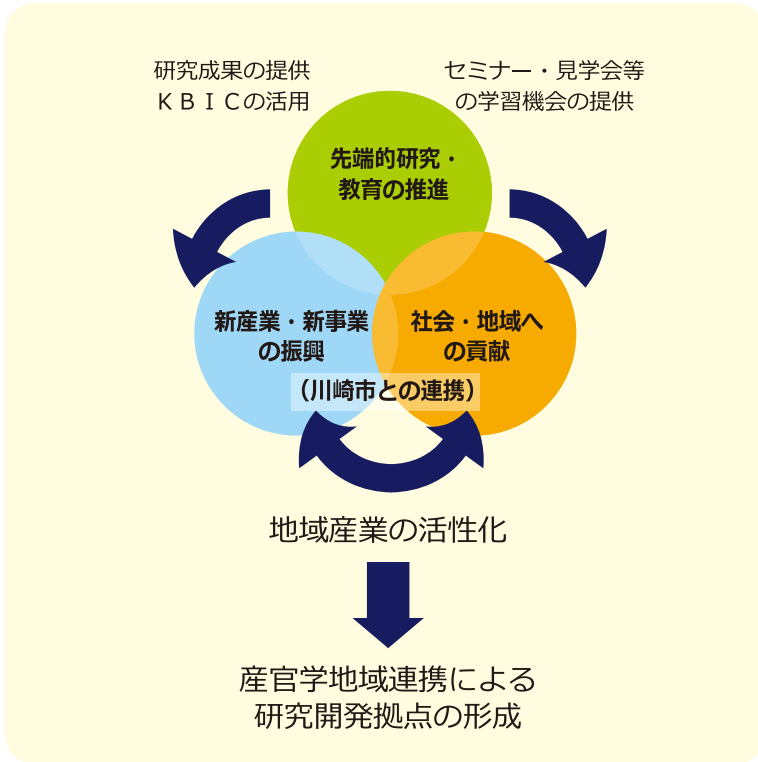 研究成果の提供
ＫＢＩＣの活用
セミナー・見学会等
の学習機会の提供
先端的研究・
教育の推進
新産業・新事業
の振興
社会・地域へ
の貢献
（川崎市との連携）
地域産業の活性化
産官学地域連携による
研究開発拠点の形成